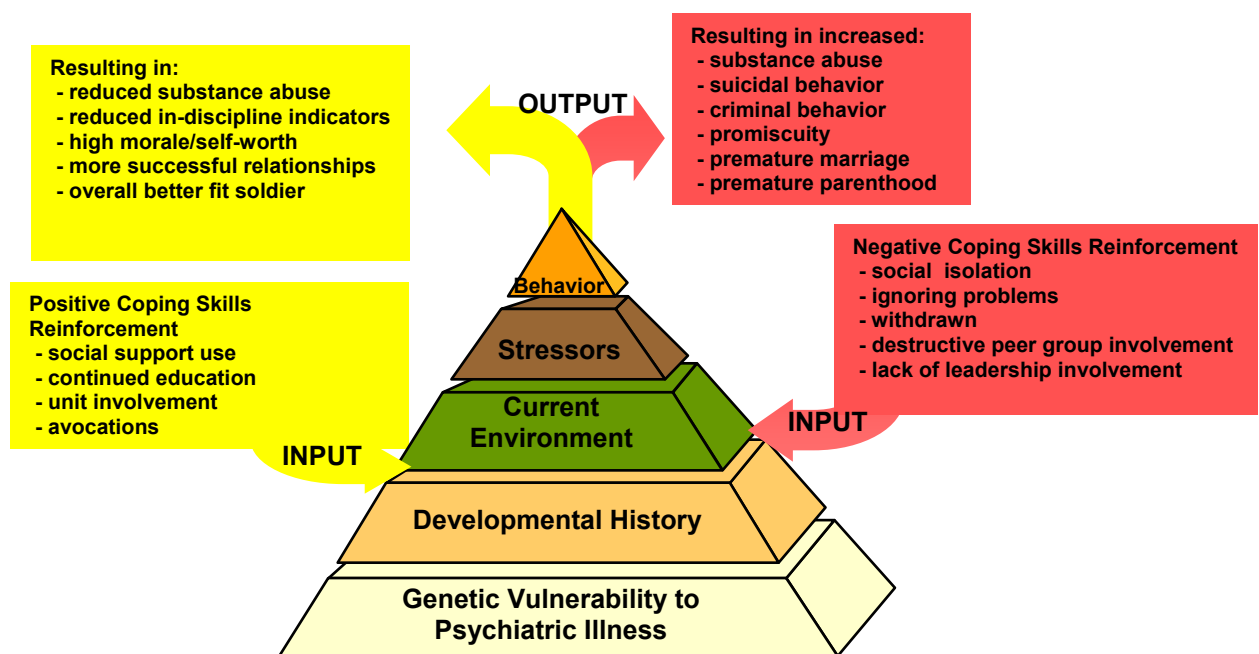 Resulting in:
- reduced substance abuse
- reduced in-discipline indicators
- high morale/self-worth
- more successful relationships
- overall better fit soldier
OUTPUT
Resulting in increased:
- substance abuse
- suicidal behavior
- criminal behavior
- promiscuity
- premature marriage
- premature parenthood
Positive Coping Skills
Reinforcement
- social support use
- continued education
- unit involvement
- avocations
INPUT
Negative Coping Skills Reinforcement
- social  isolation
- ignoring problems
- withdrawn
- destructive peer group involvement
- lack of leadership involvement
INPUT
Behavior
Stressors
Current
Environment
Developmental History
Genetic Vulnerability to
Psychiatric Illness